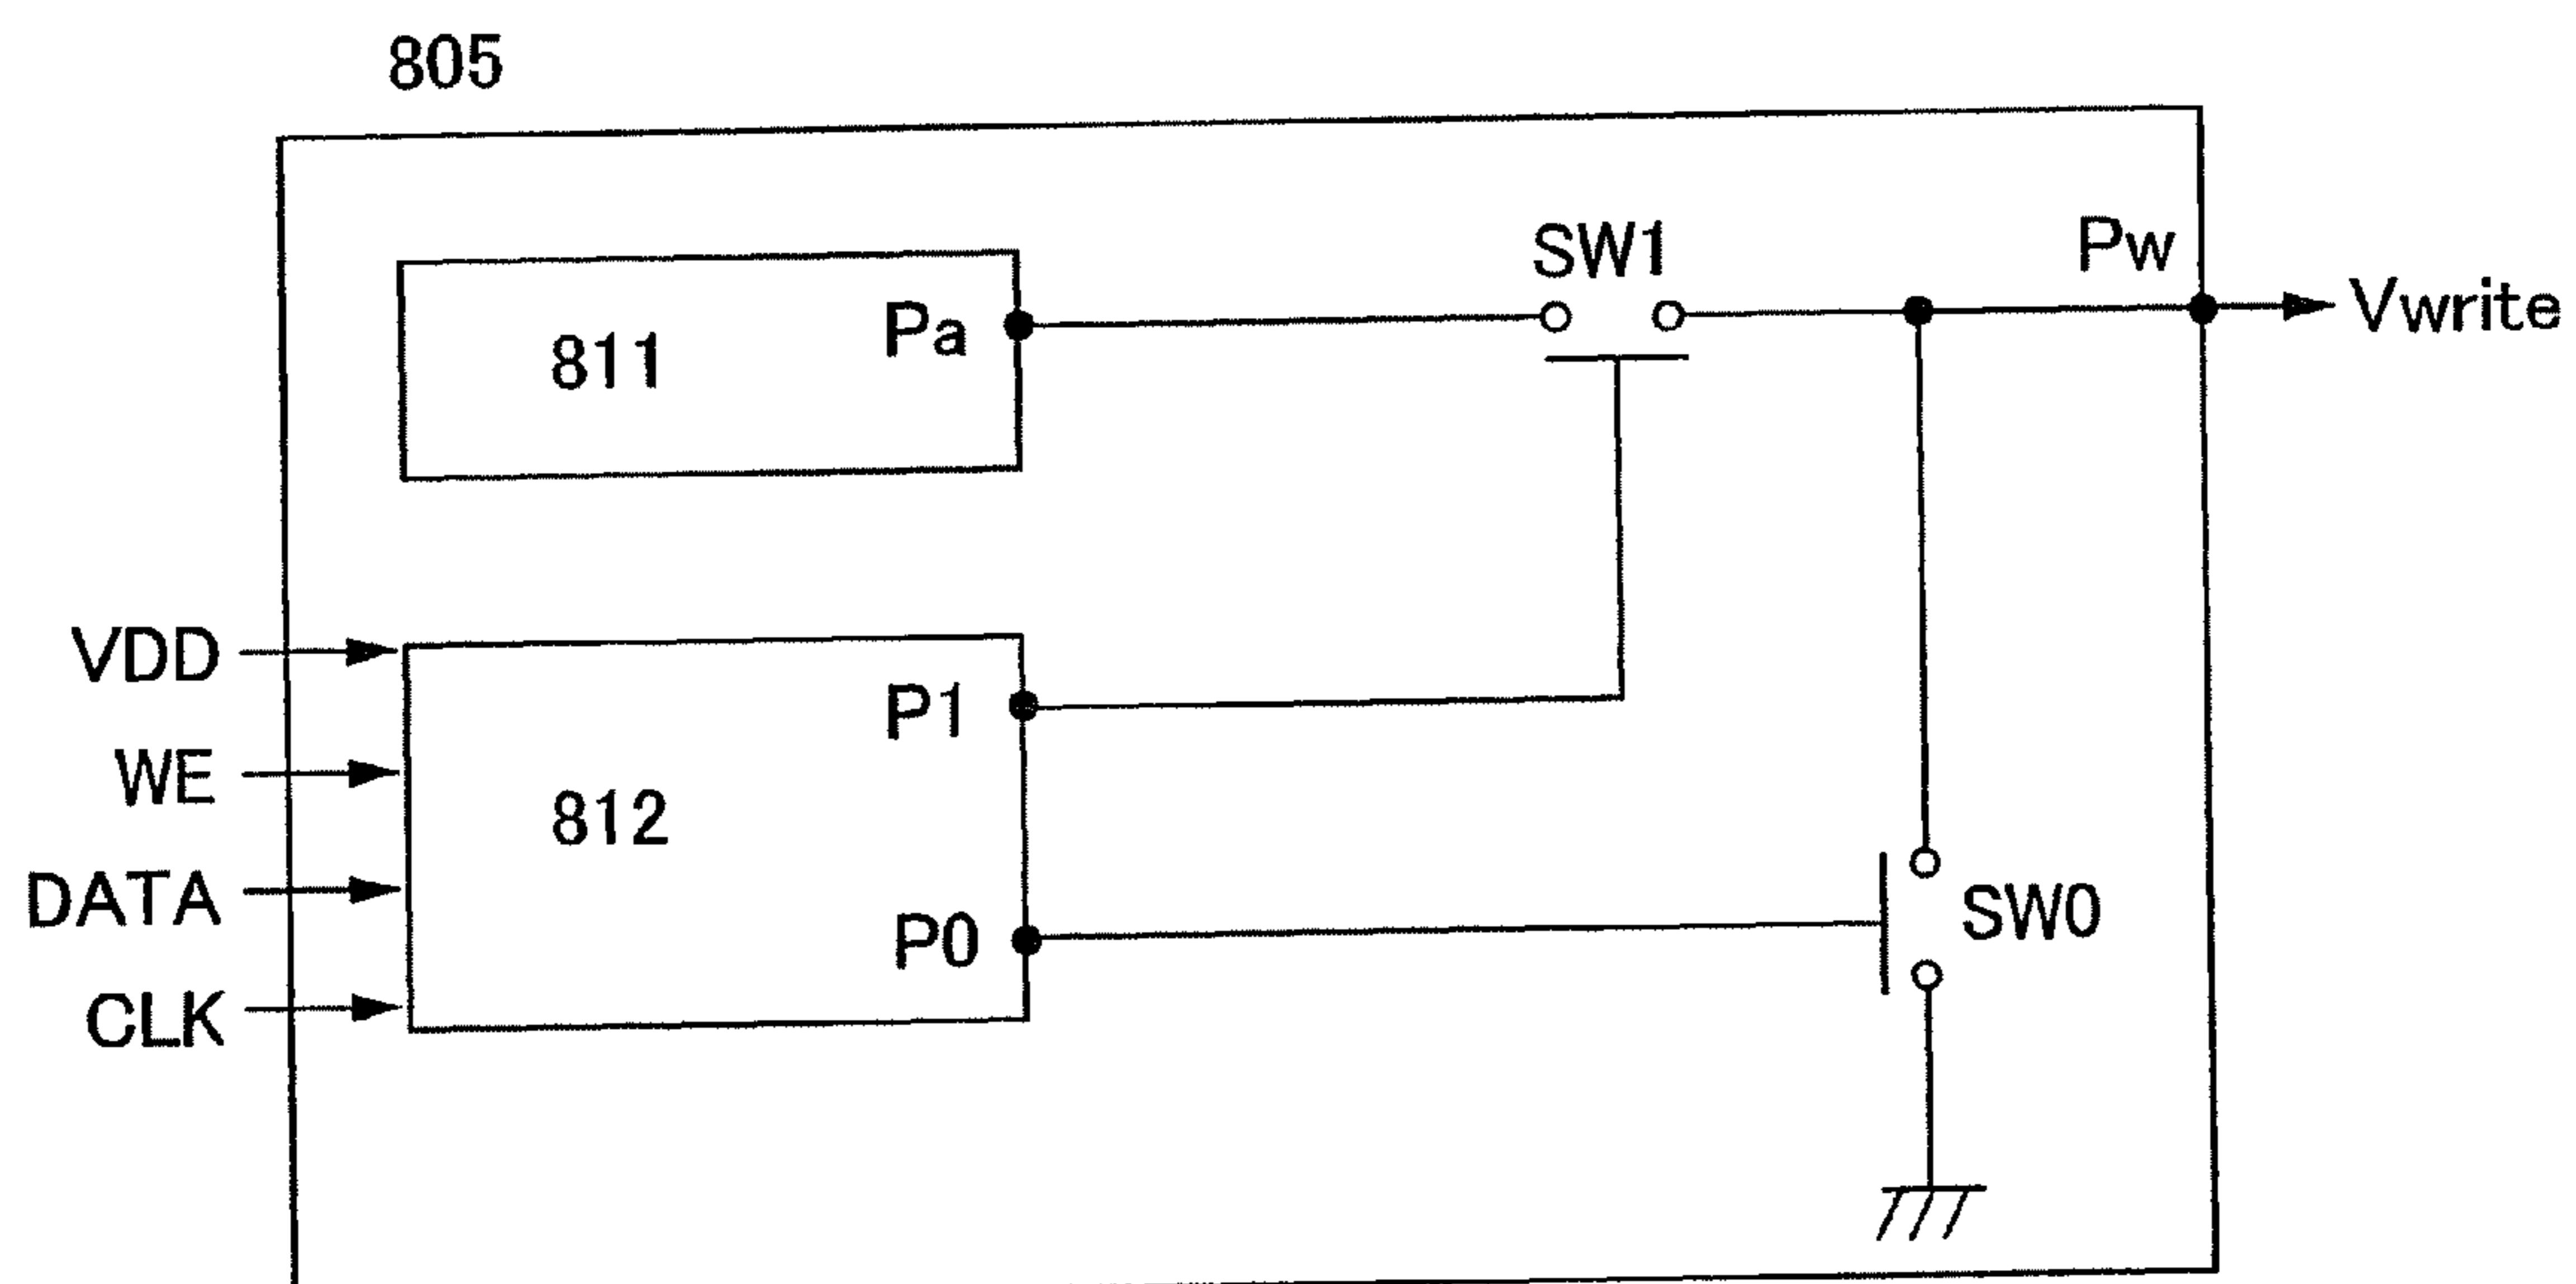 805
SW1
Pw
Vwrite
Pa
811
VDD
P1
WE
812
DATA
P0
SW0
CLK